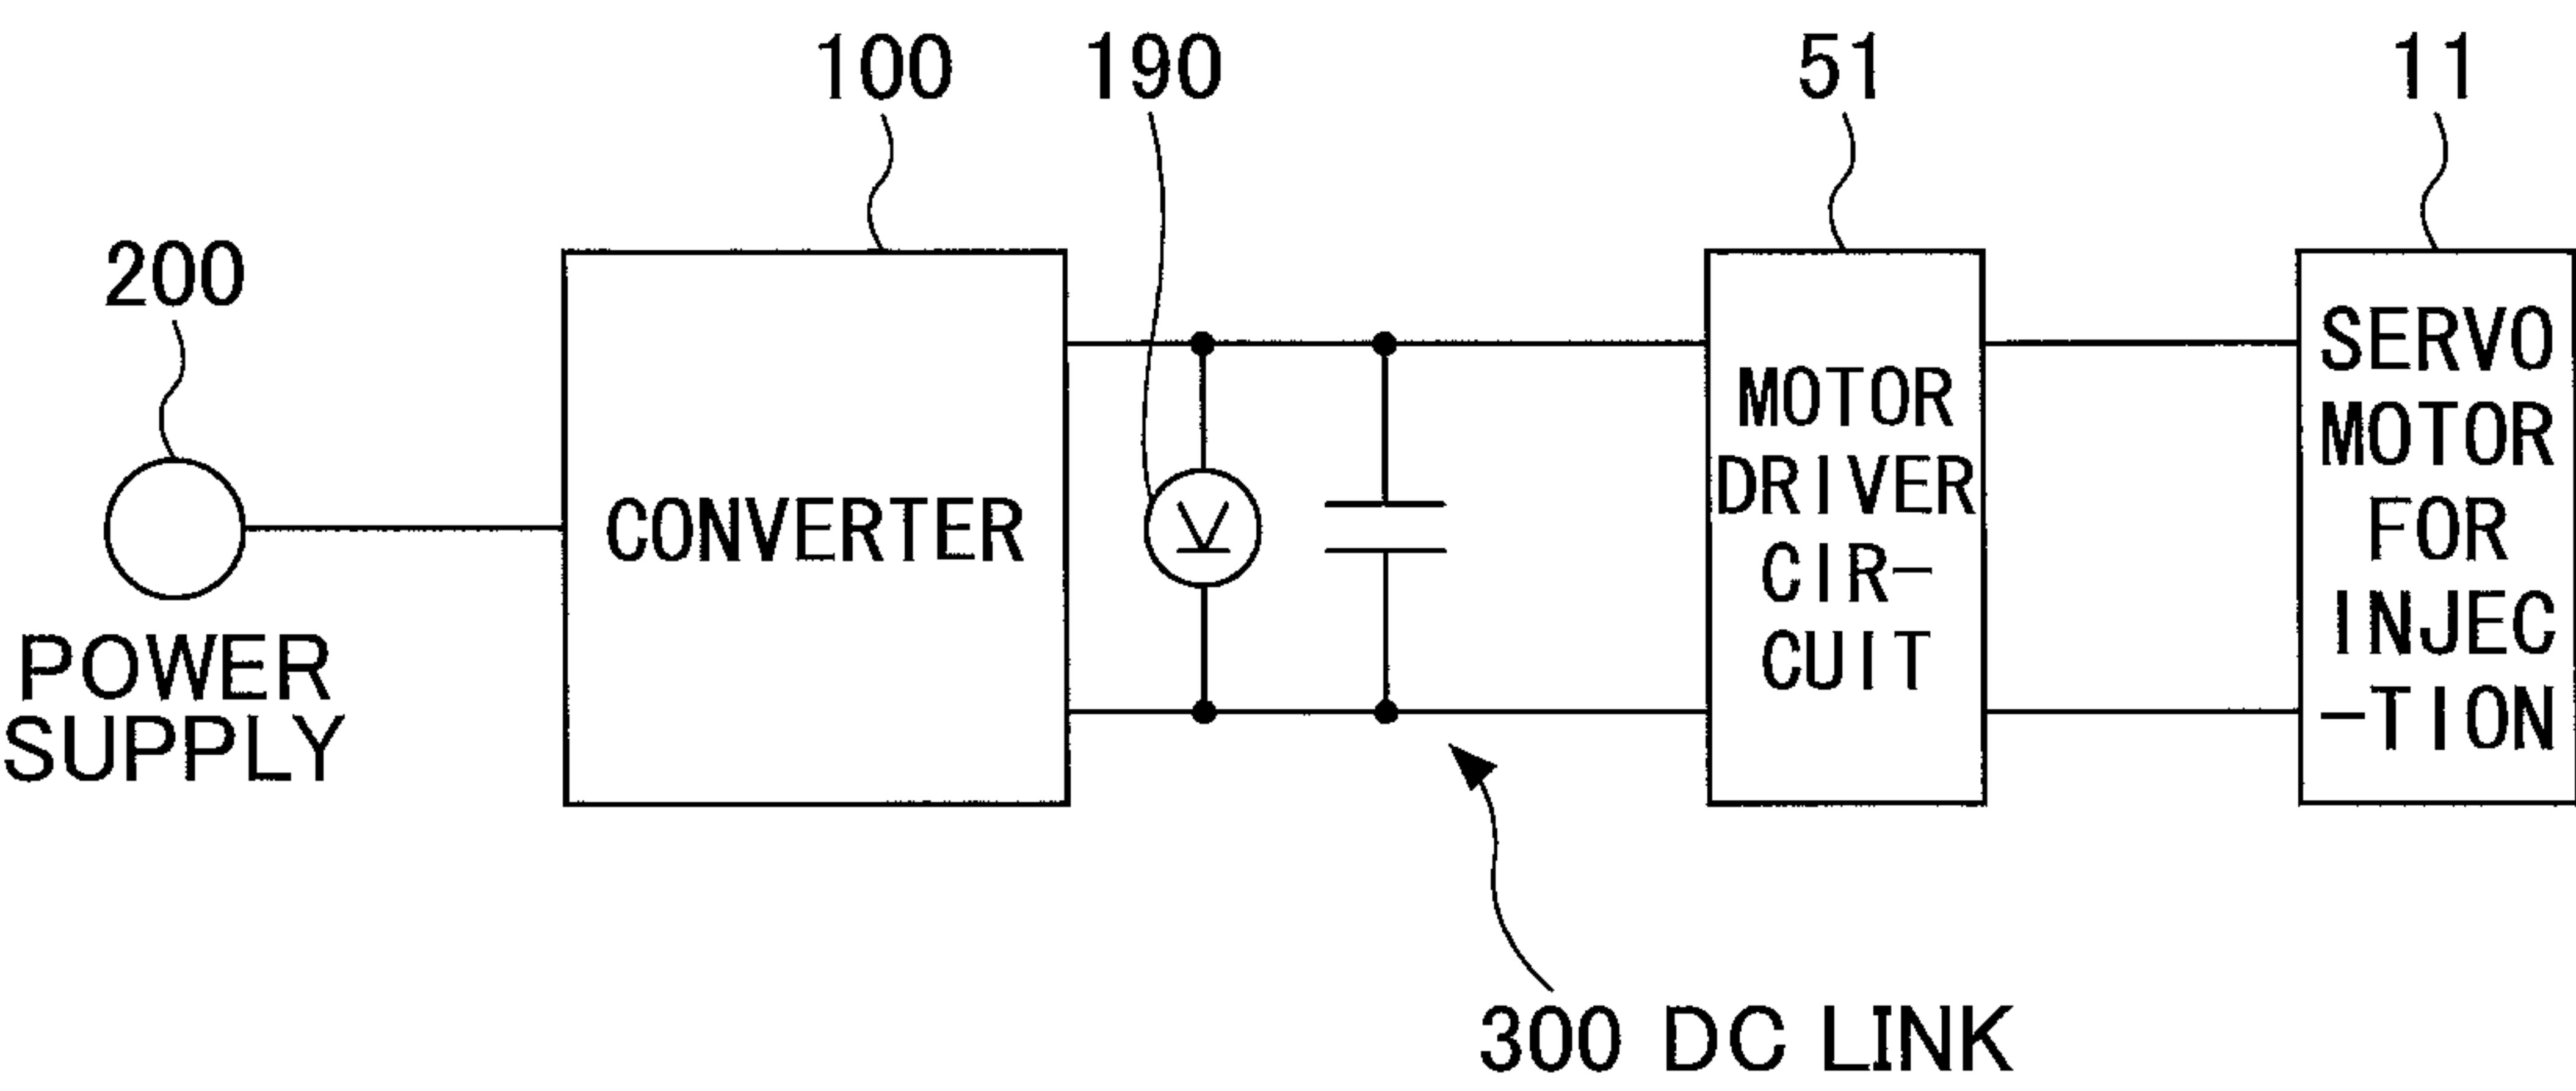 100
190
51
11
200
POWER
SUPPLY
CONVERTER
V
MOTOR
DRIVER
CIR-
CUIT
SERVO
MOTOR
FOR
INJEC
-TION
300 DC LINK